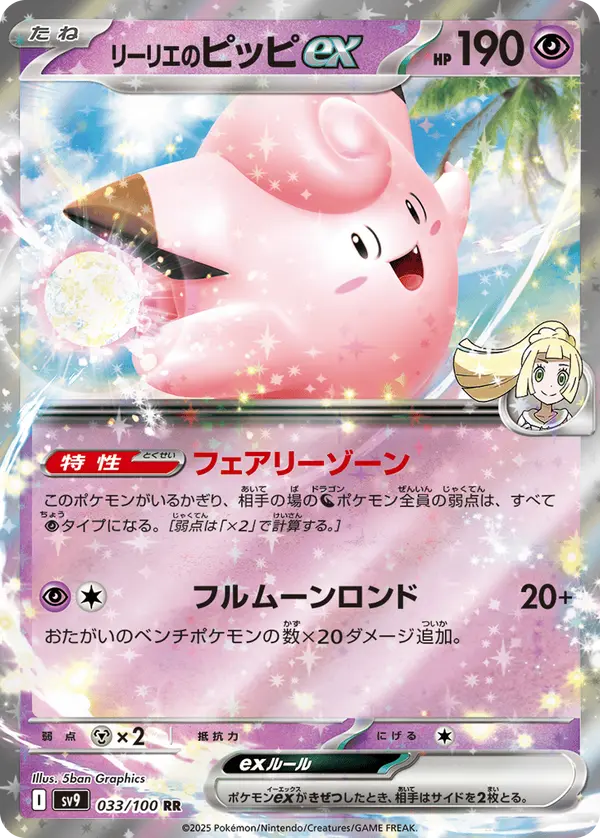 たね リーリエのピッピex HP 190
特性 とくせい フェアリーゾーン
このポケモンがいるかぎり、相手の場のポケモン全員の弱点は、すべて
タイプになる。[弱点は「×2」で計算する。]
フルムーンロンド 20+
おたがいのベンチポケモンの数×20ダメージ追加。
弱点 ×2 抵抗力 にげる
Illus. 5ban Graphics
exルール
ポケモンexがきぜつしたとき、相手はサイドを2枚とる。
I sv9 033/100 RR
©2025 Pokémon/Nintendo/Creatures/GAME FREAK.